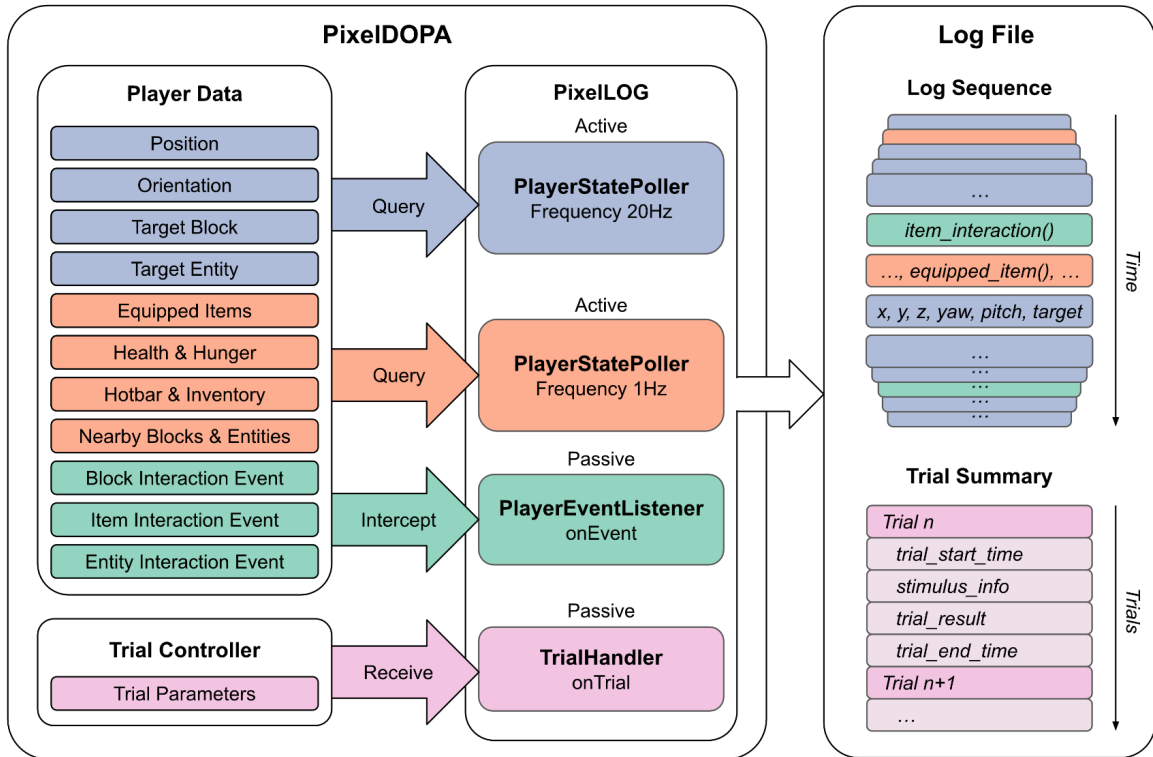 PixelDOPA
Player Data
Position
Orientation
Target Block
Target Entity
Equipped Items
Health & Hunger
Hotbar & Inventory
Nearby Blocks & Entities
Block Interaction Event
Item Interaction Event
Entity Interaction Event
Trial Controller
Trial Parameters
Query
Query
Intercept
Receive
PixelLOG
Active
PlayerStatePoller
Frequency 20Hz
Active
PlayerStatePoller
Frequency 1Hz
Passive
PlayerEventListener
onEvent
Passive
TrialHandler
onTrial
Log File
Log Sequence
...
item_interaction()
..., equipped_item(), ...
x, y, z, yaw, pitch, target
...
...
...
...
...
Time
Trial Summary
Trial n
trial_start_time
stimulus_info
trial_result
trial_end_time
Trial n+1
...
Trials